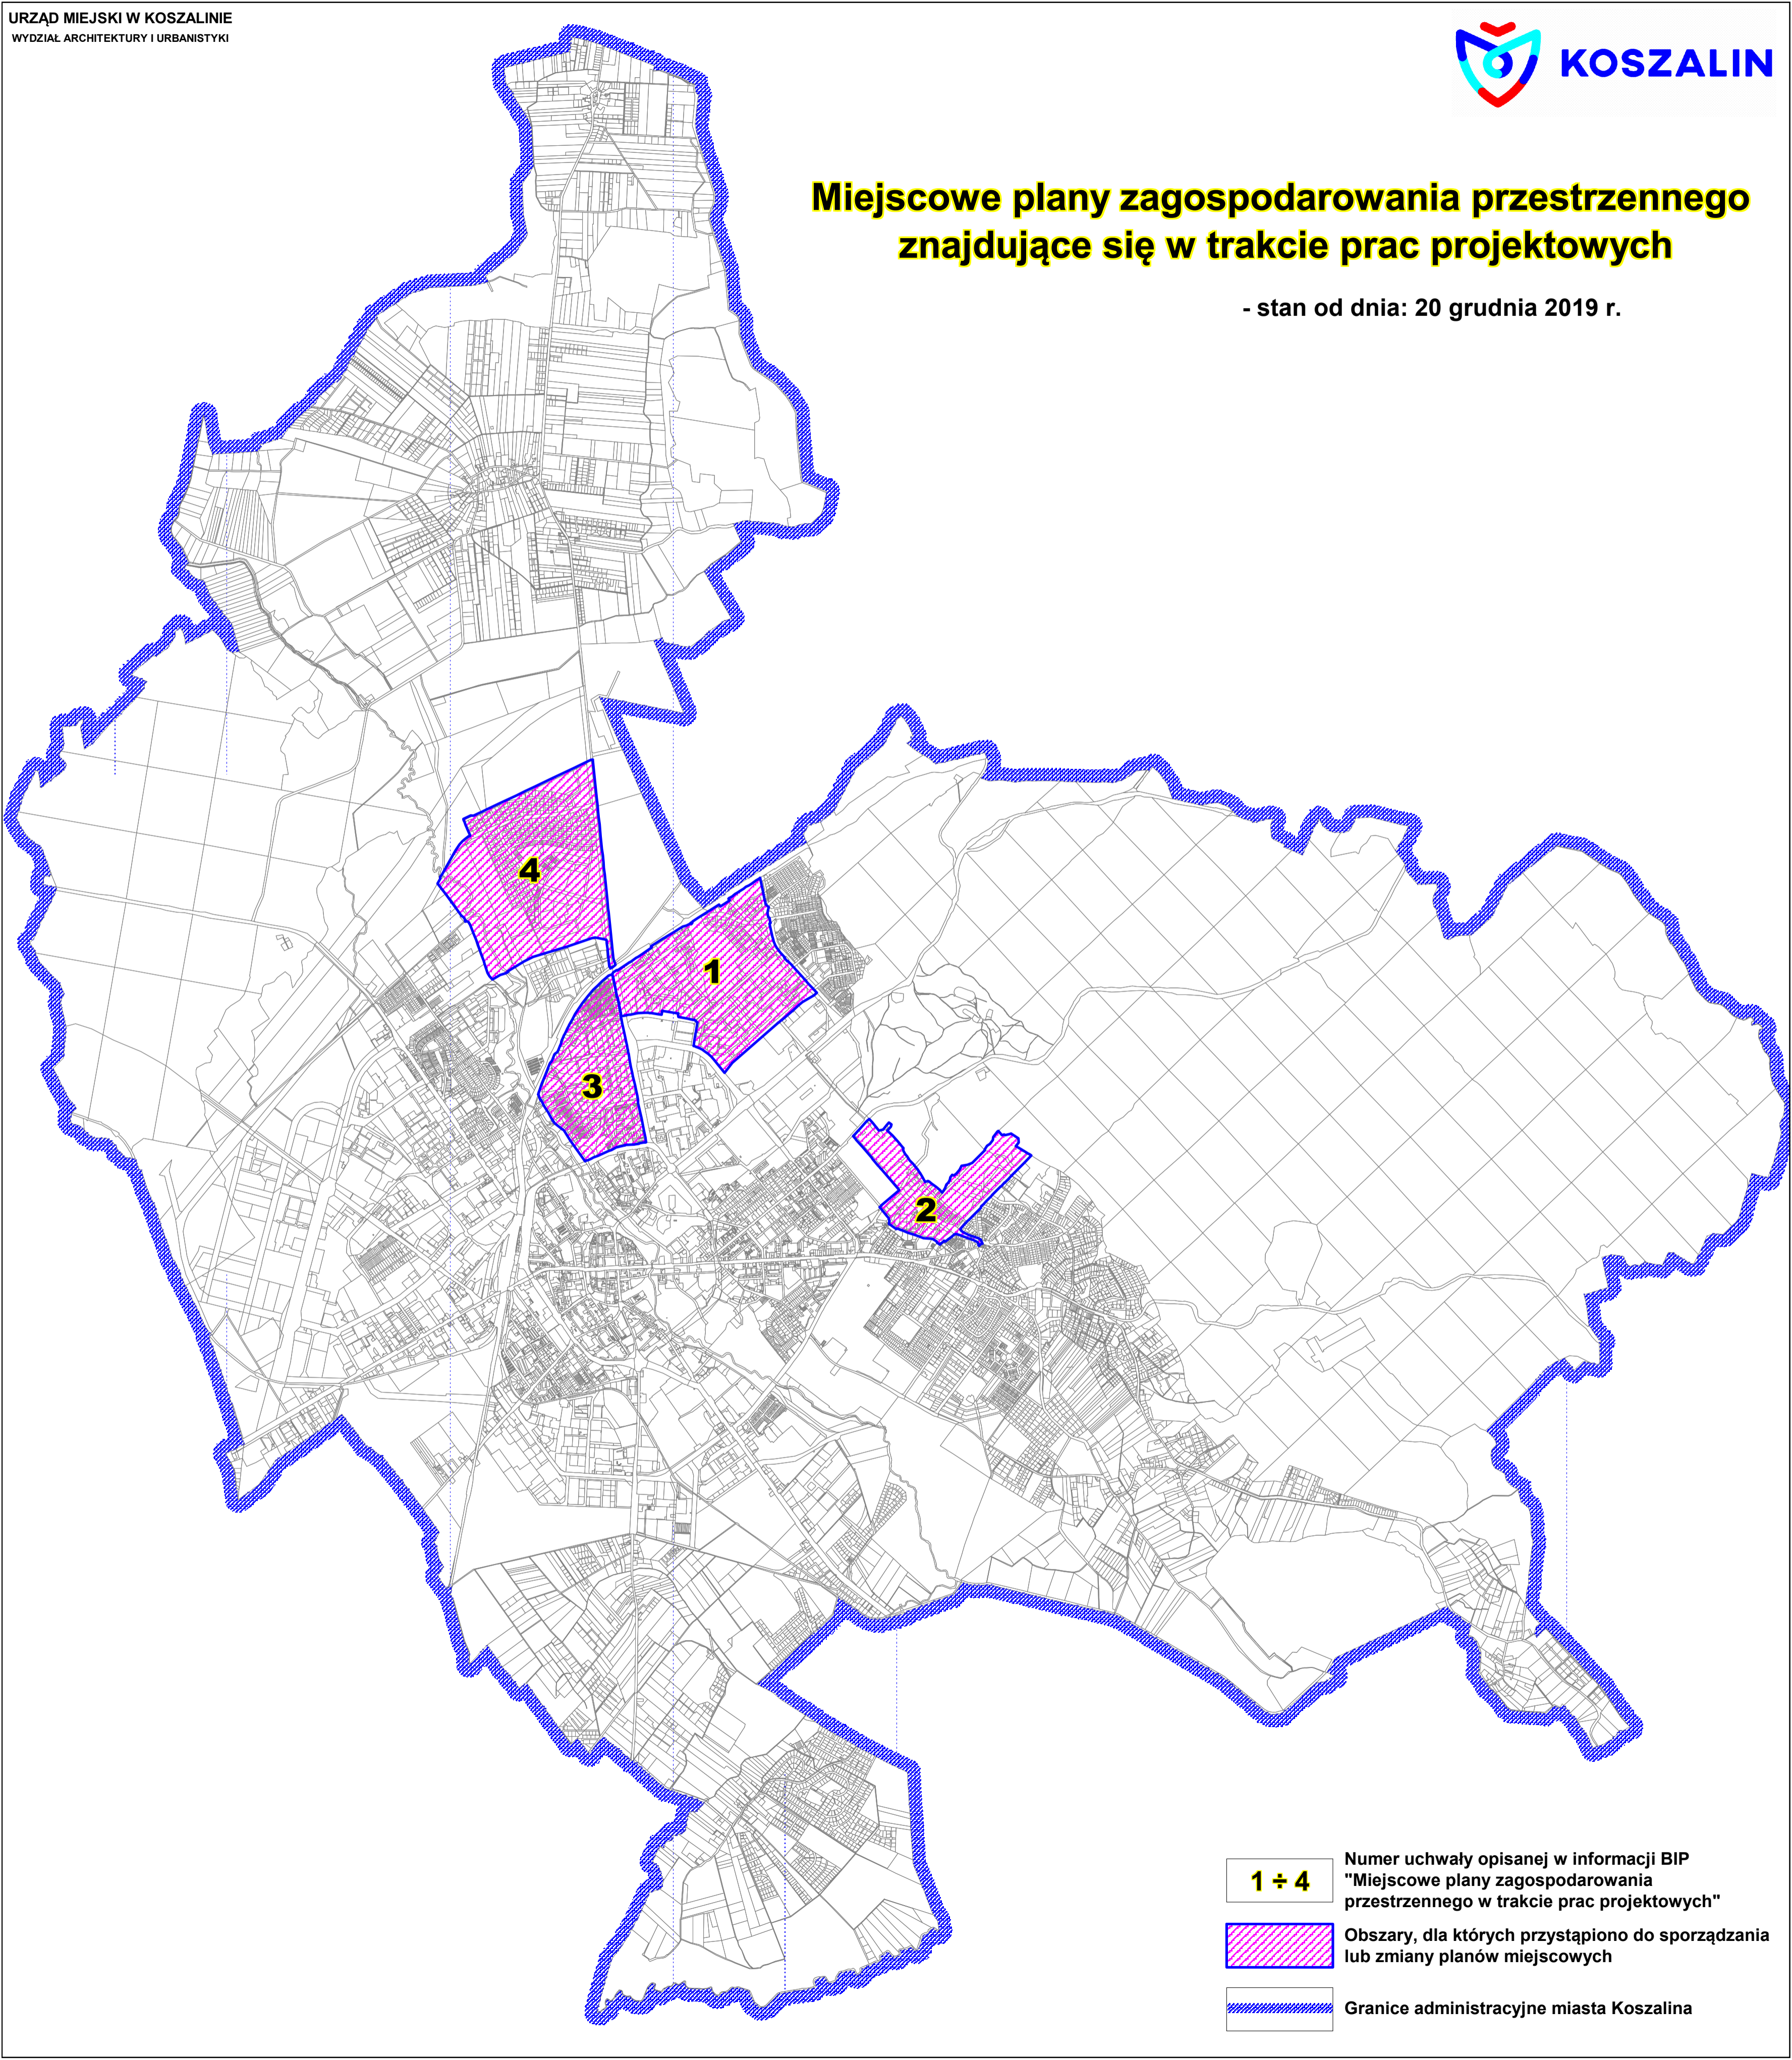 URZĄD MIEJSKI W KOSZALINIE
WYDZIAŁ ARCHITEKTURY I URBANISTYKI
KOSZALIN
Miejscowe plany zagospodarowania przestrzennego
znajdujące się w trakcie prac projektowych
- stan od dnia: 20 grudnia 2019 r.
4
1
3
2
1 ÷ 4
Numer uchwały opisanej w informacji BIP
"Miejscowe plany zagospodarowania
przestrzennego w trakcie prac projektowych"
Obszary, dla których przystąpiono do sporządzania
lub zmiany planów miejscowych
Granice administracyjne miasta Koszalina